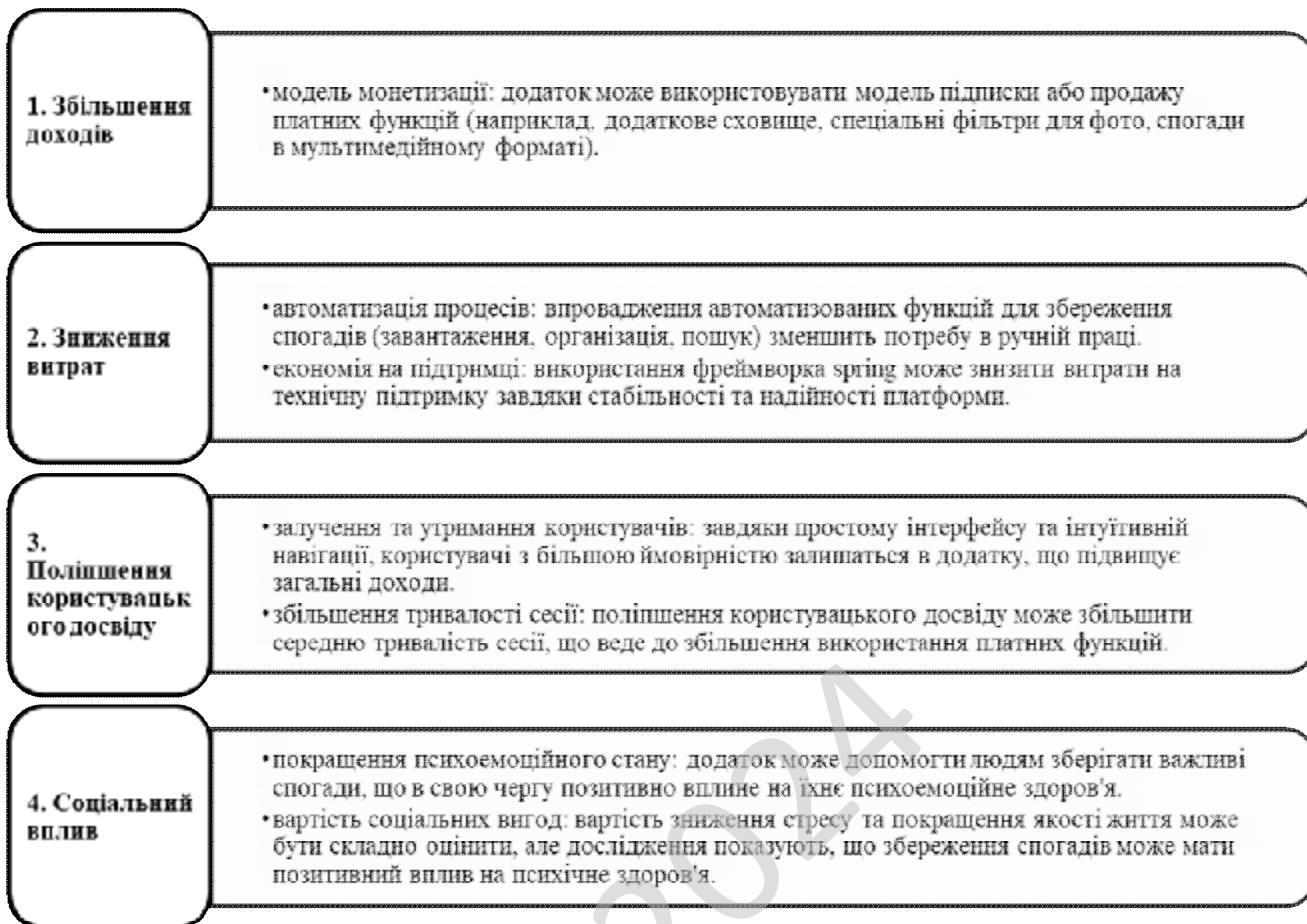 1. Збільшення
доходів
•модель монетизації: додаток може використовувати модель підписки або продажу
платних функцій (наприклад, додаткове сховище, спеціальні фільтри для фото, спогади
в мультимедійному форматі).
2. Зниження
витрат
•автоматизація процесів: впровадження автоматизованих функцій для збереження
спогадів (завантаження, організація, пошук) зменшить потребу в ручній праці.
•економія на підтримці: використання фреймворка spring може знизити витрати на
технічну підтримку завдяки стабільності та надійності платформи.
3.
Поліпшення
користувацьк
ого досвіду
•залучення та утримання користувачів: завдяки простому інтерфейсу та інтуїтивній
навігації, користувачі з більшою ймовірністю залишаться в додатку, що підвищує
загальні доходи.
•збільшення тривалості сесії: поліпшення користувацького досвіду може збільшити
середню тривалість сесії, що веде до збільшення використання платних функцій.
4. Соціальний
вплив
•покращення психоемоційного стану: додаток може допомогти людям зберігати важливі
спогади, що в свою чергу позитивно вплине на їхнє психоемоційне здоров'я.
•вартість соціальних вигод: вартість зниження стресу та покращення якості життя може
бути складно оцінити, але дослідження показують, що збереження спогадів може мати
позитивний вплив на психічне здоров'я.
2024